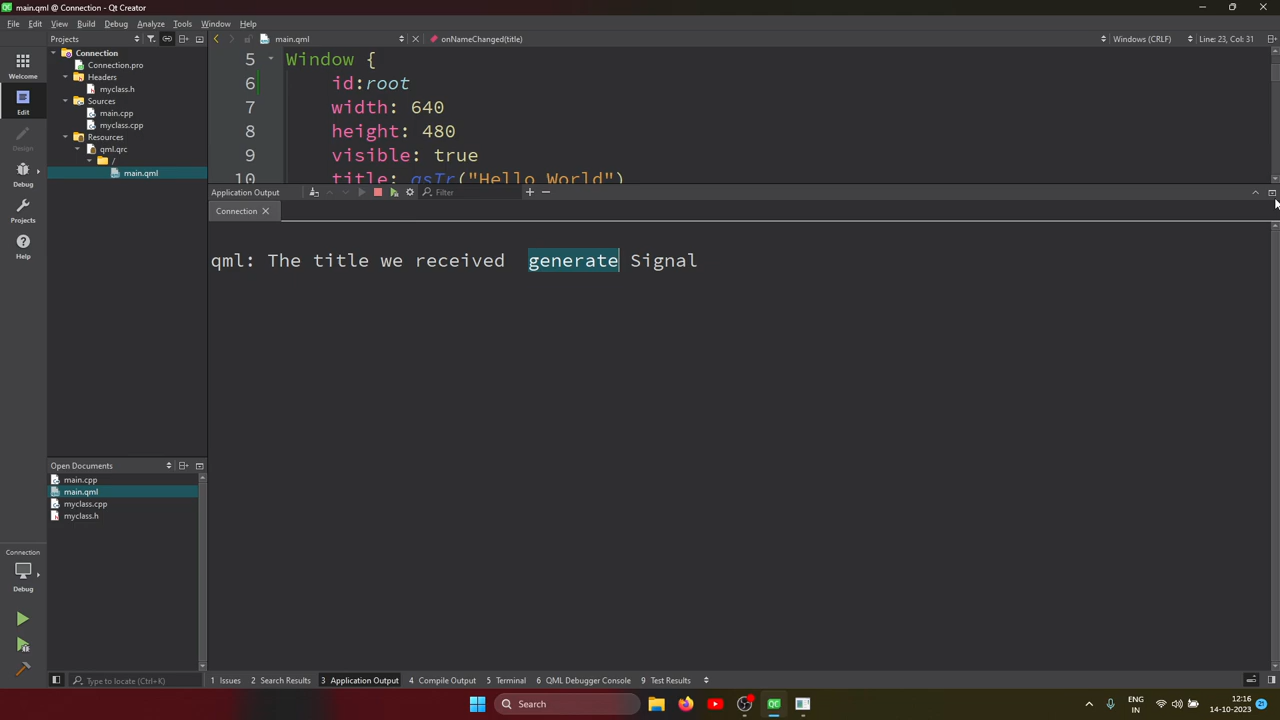 main.qml @ Connection - Qt Creator
File Edit View Build Debug Analyze Tools Window Help
Projects
main.qml
onNameChanged(title)
Windows (CRLF)
Line: 23, Col: 31
Welcome
Edit
Design
Debug
Projects
Help
Connection
Connection.pro
Headers
myclass.h
Sources
main.cpp
myclass.cpp
Resources
qml.qrc
/
main.qml
5 Window {
6 id:root
7 width: 640
8 height: 480
9 visible: true
10 title: qsTr("Hello World")
Application Output
Filter
Connection
qml: The title we received generate Signal
Open Documents
main.cpp
main.qml
myclass.cpp
myclass.h
Connection
Debug
Type to locate (Ctrl+K)
1 Issues 2 Search Results 3 Application Output 4 Compile Output 5 Terminal 6 QML Debugger Console 9 Test Results
Search
ENG
IN
12:16
14-10-2023